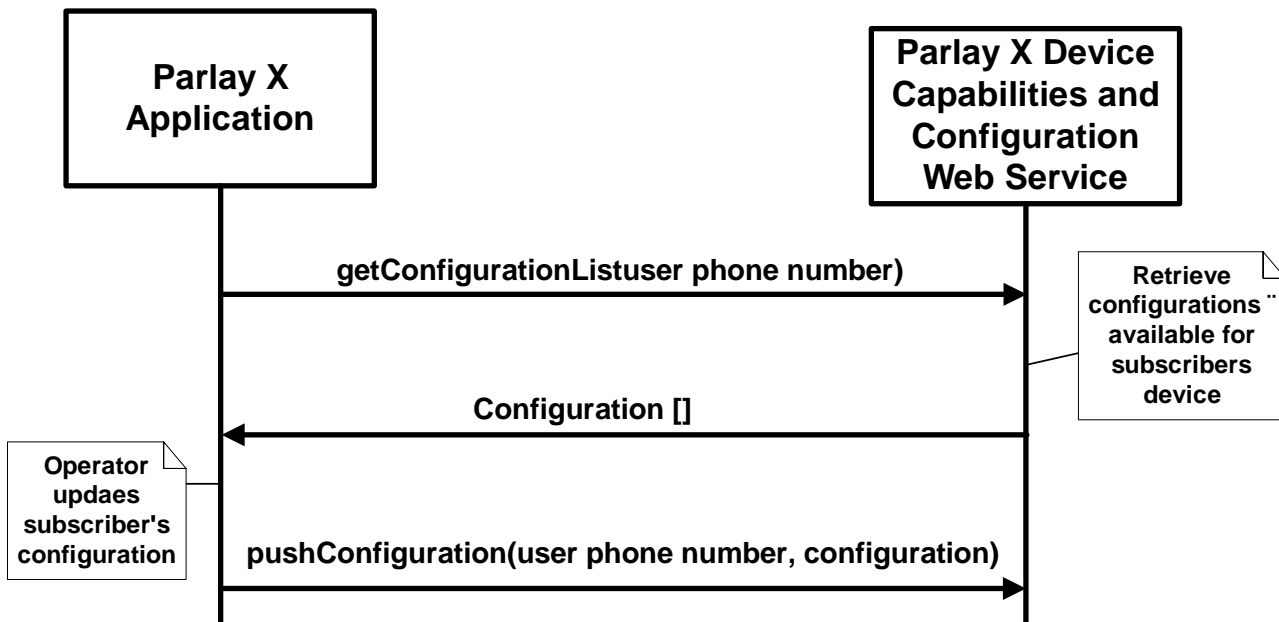 Parlay X
Application
Parlay X Device
Capabilities and
Configuration
Web Service
getConfigurationListuser phone number)
Retrieve
configurations ¨
available for
subscribers
device
Configuration []
Operator
updaes
subscriber's
configuration
pushConfiguration(user phone number, configuration)